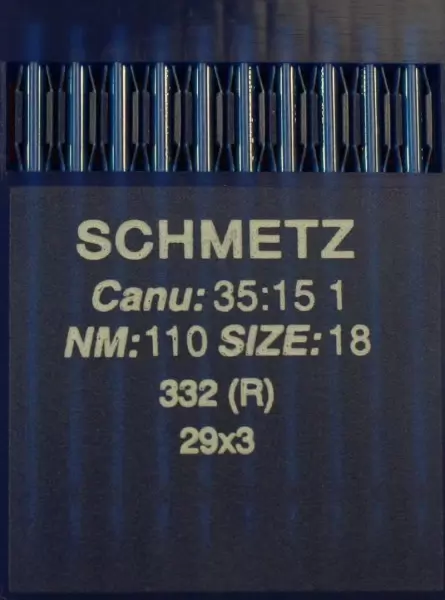 SCHMETZ
Canu: 35:15 1
NM:110 SIZE:18
332 (R)
29x3